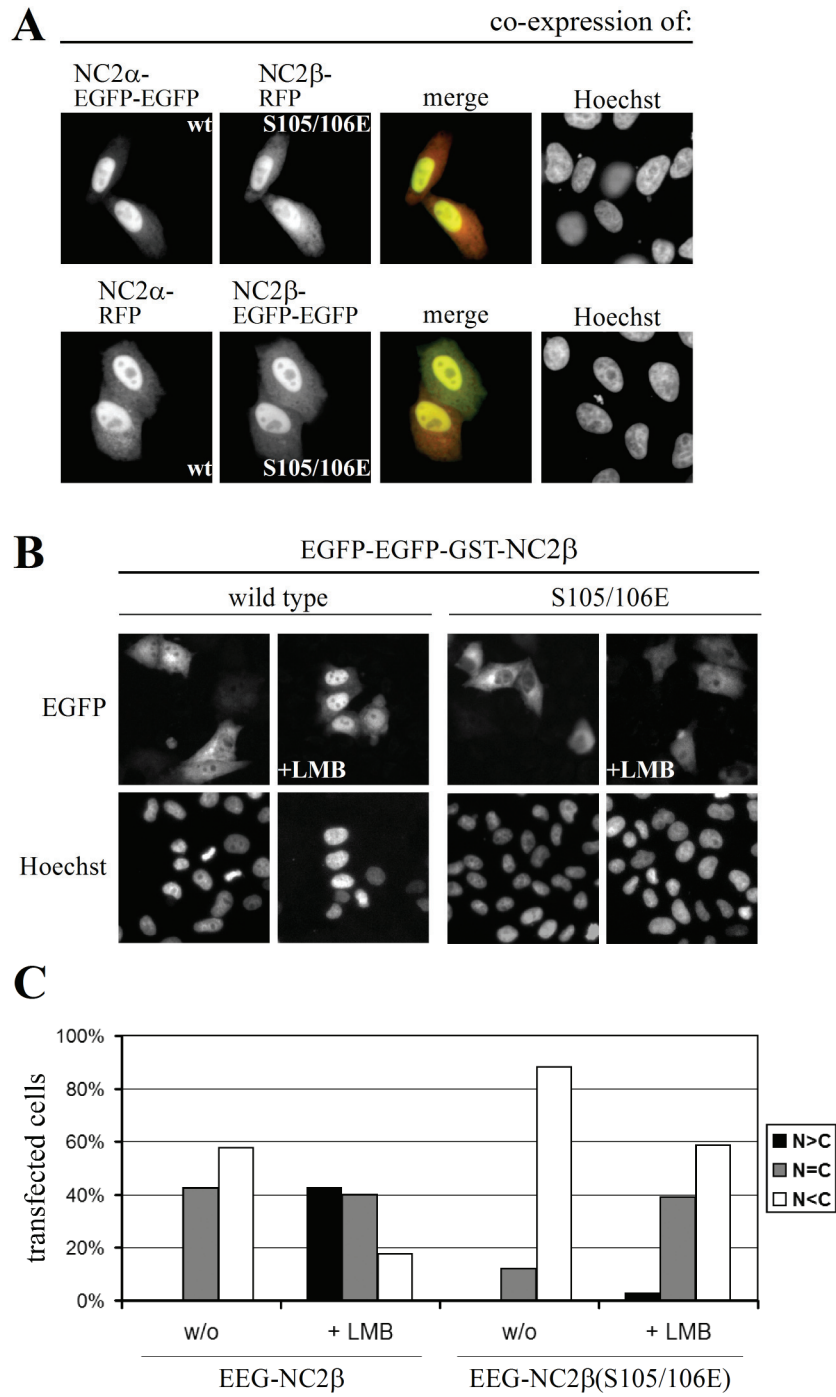 A
co-expression of:
NC2α-
EGFP-EGFP
NC2β-
RFP
merge
Hoechst
wt
S105/106E
NC2α-
RFP
NC2β-
EGFP-EGFP
merge
Hoechst
wt
S105/106E
B
EGFP-EGFP-GST-NC2β
wild type
S105/106E
EGFP
+LMB
+LMB
Hoechst
C
100%
80%
60%
40%
20%
0%
transfected cells
N>C
N=C
N<C
w/o
+ LMB
w/o
+ LMB
EEG-NC2β
EEG-NC2β(S105/106E)